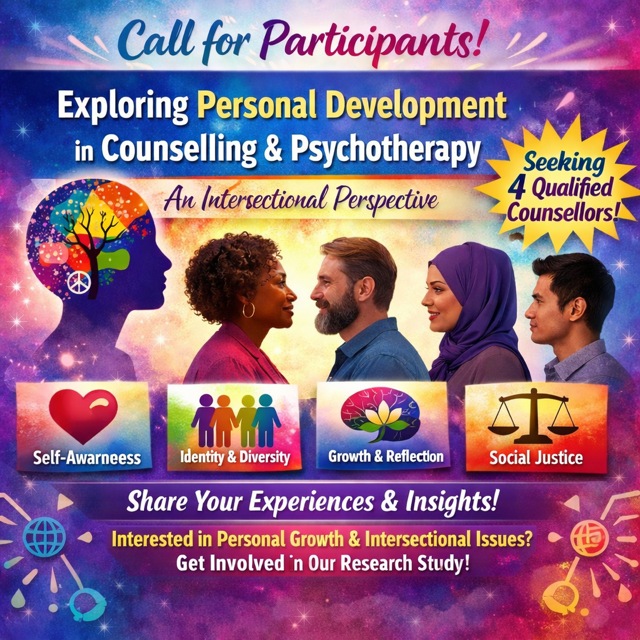 Call for Participants!
Exploring Personal Development
in Counselling & Psychotherapy
An Intersectional Perspective
Seeking
4 Qualified
Counsellors!
Self-Awarneess
Identity & Diversity
Growth & Reflection
Social Justice
Share Your Experiences & Insights!
Interested in Personal Growth & Intersectional Issues?
Get Involved 'n Our Research Study!